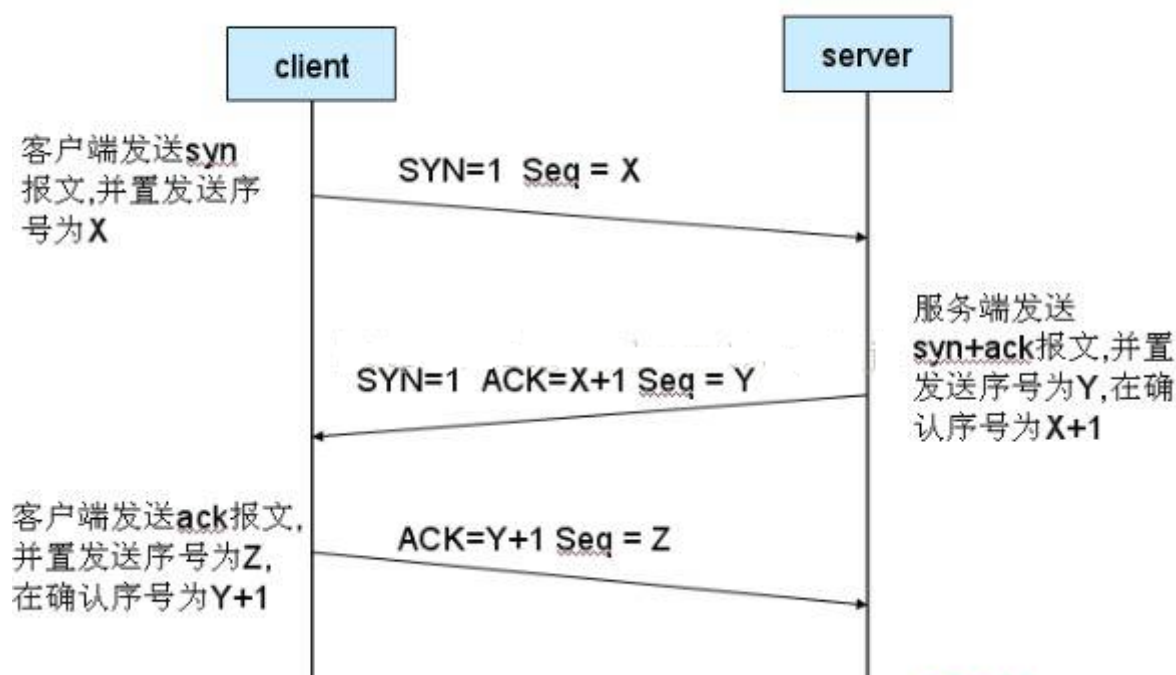 client
server
客户端发送syn
报文,并置发送序
号为X
SYN=1 Seq = X
服务端发送
syn+ack报文,并置
发送序号为Y,在确
认序号为X+1
SYN=1 ACK=X+1 Seq = Y
客户端发送ack报文,
并置发送序号为Z,
在确认序号为Y+1
ACK=Y+1 Seq = Z